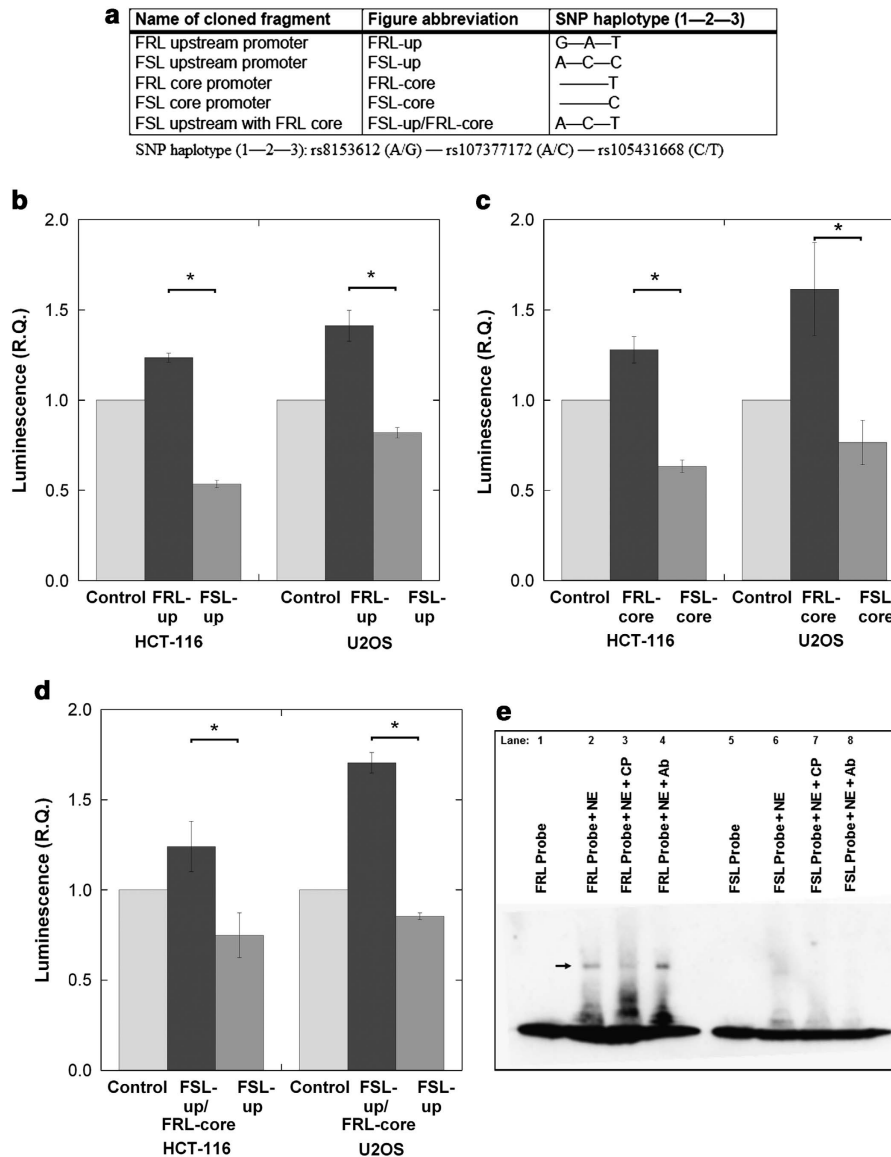 a
Name of cloned fragment Figure abbreviation SNP haplotype (1—2—3)
FRL upstream promoter FRL-up G—A—T
FSL upstream promoter FSL-up A—C—C
FRL core promoter FRL-core ——T
FSL core promoter FSL-core ——C
FSL upstream with FRL core FSL-up/FRL-core A—C—T
SNP haplotype (1—2—3): rs8153612 (A/G) — rs107377172 (A/C) — rs105431668 (C/T)
b
Luminescence (R.Q.)
2.0
1.5
1.0
0.5
0.0
* *
Control FRL-up FSL-up Control FRL-up FSL-up
HCT-116 U2OS
c
Luminescence (R.Q.)
2.0
1.5
1.0
0.5
0.0
* *
Control FRL-core FSL-core Control FRL-core FSL-core
HCT-116 U2OS
d
Luminescence (R.Q.)
2.0
1.5
1.0
0.5
0.0
* *
Control FSL-up/FRL-core FSL-up Control FSL-up/FRL-core FSL-up
HCT-116 U2OS
e
Lane: 1 2 3 4 5 6 7 8
FRL Probe
FRL Probe + NE
FRL Probe + NE + CP
FRL Probe + NE + Ab
FSL Probe
FSL Probe + NE
FSL Probe + NE + CP
FSL Probe + NE + Ab